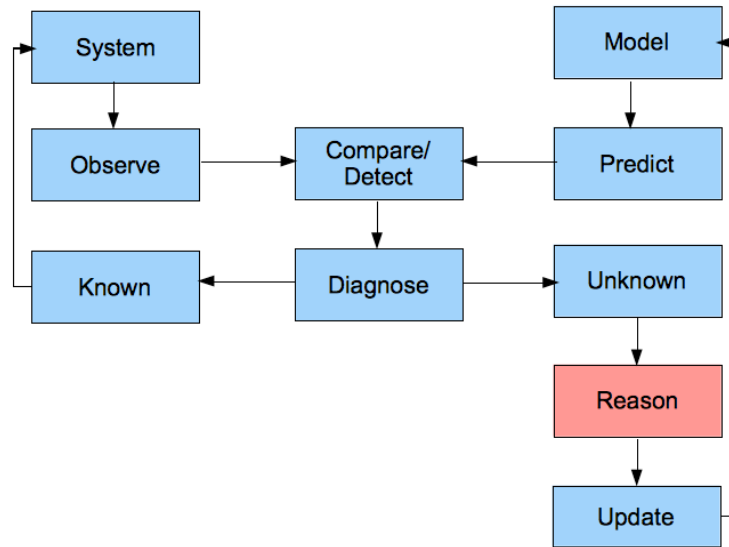 System
Model
Observe
Compare/
Detect
Predict
Known
Diagnose
Unknown
Reason
Update